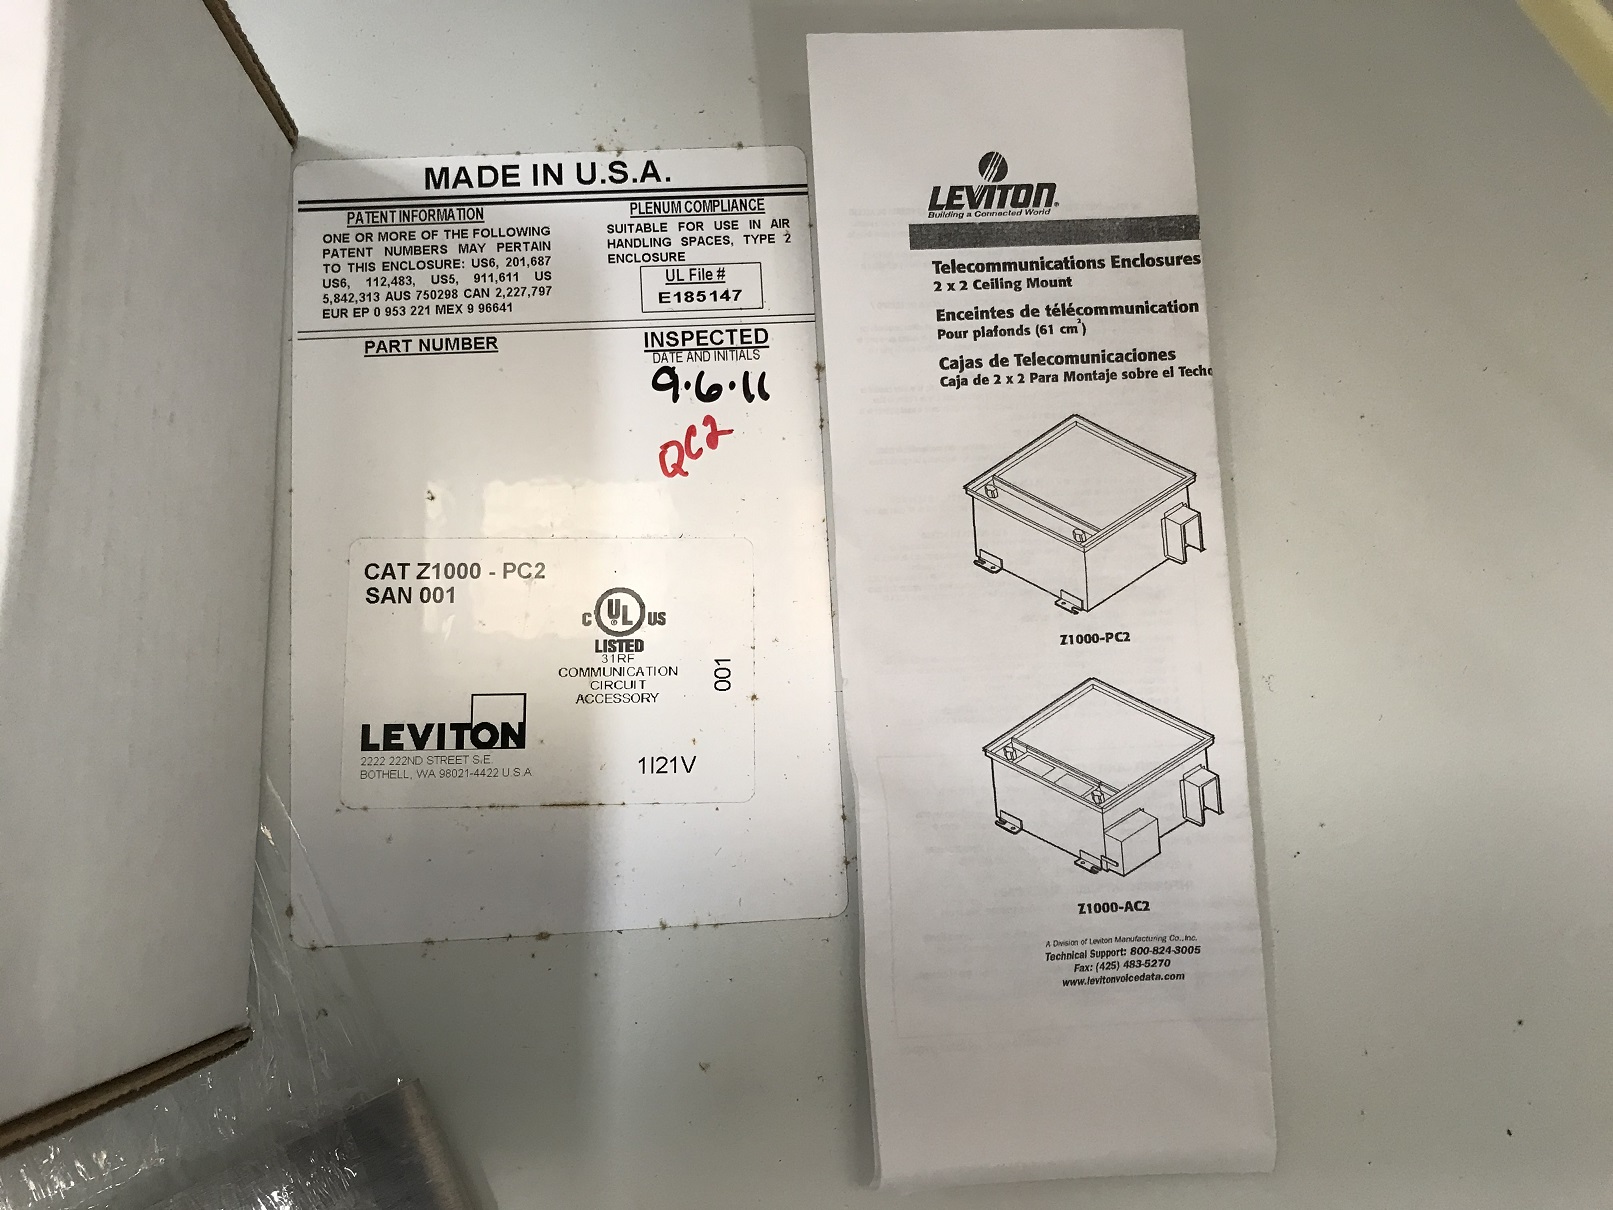 MADE IN U.S.A.
PATENT INFORMATION
ONE OR MORE OF THE FOLLOWING
PATENT NUMBERS MAY PERTAIN
TO THIS ENCLOSURE: US6, 201,687
US6, 112,483, US5, 911,611 US
5,842,313 AUS 750298 CAN 2,227,797
EUR EP 0 953 221 MEX 9 96641
PLENUM COMPLIANCE
SUITABLE FOR USE IN AIR
HANDLING SPACES, TYPE 2
ENCLOSURE
UL File #
E185147
PART NUMBER
INSPECTED
DATE AND INITIALS
9.6.11
QC2
CAT Z1000 - PC2
SAN 001
C UL US
LISTED
31RF
COMMUNICATION
CIRCUIT
ACCESSORY
001
LEVITON
2222 222ND STREET S.E.
BOTHELL, WA 98021-4422 U.S.A
1I21V
LEVITON®
Building a Connected World
Telecommunications Enclosures
2 x 2 Ceiling Mount
Enceintes de télécommunication
Pour plafonds (61 cm²)
Cajas de Telecomunicaciones
Caja de 2 x 2 Para Montaje sobre el Techo
Z1000-PC2
Z1000-AC2
A Division of Leviton Manufacturing Co., Inc.
Technical Support: 800-824-3005
Fax: (425) 483-5270
www.levitonvoicedata.com